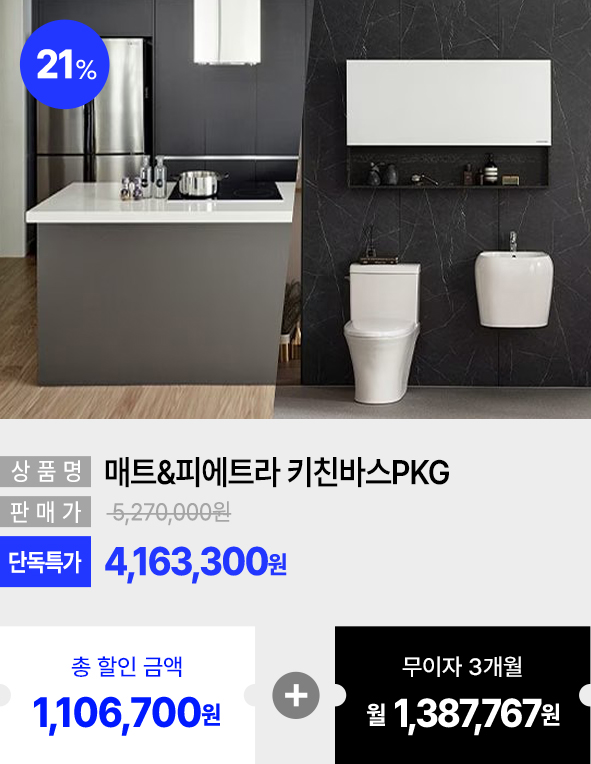 21%
상품명 매트&피에트라 키친바스PKG
판매가 5,270,000원
단독특가 4,163,300원
총 할인 금액
1,106,700원
+
무이자 3개월
월 1,387,767원